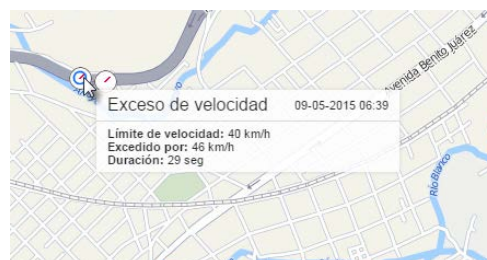 Avenida Benito Juárez
Exceso de velocidad 09-05-2015 06:39
Límite de velocidad: 40 km/h
Excedido por: 46 km/h
Duración: 29 seg
Río Blanco